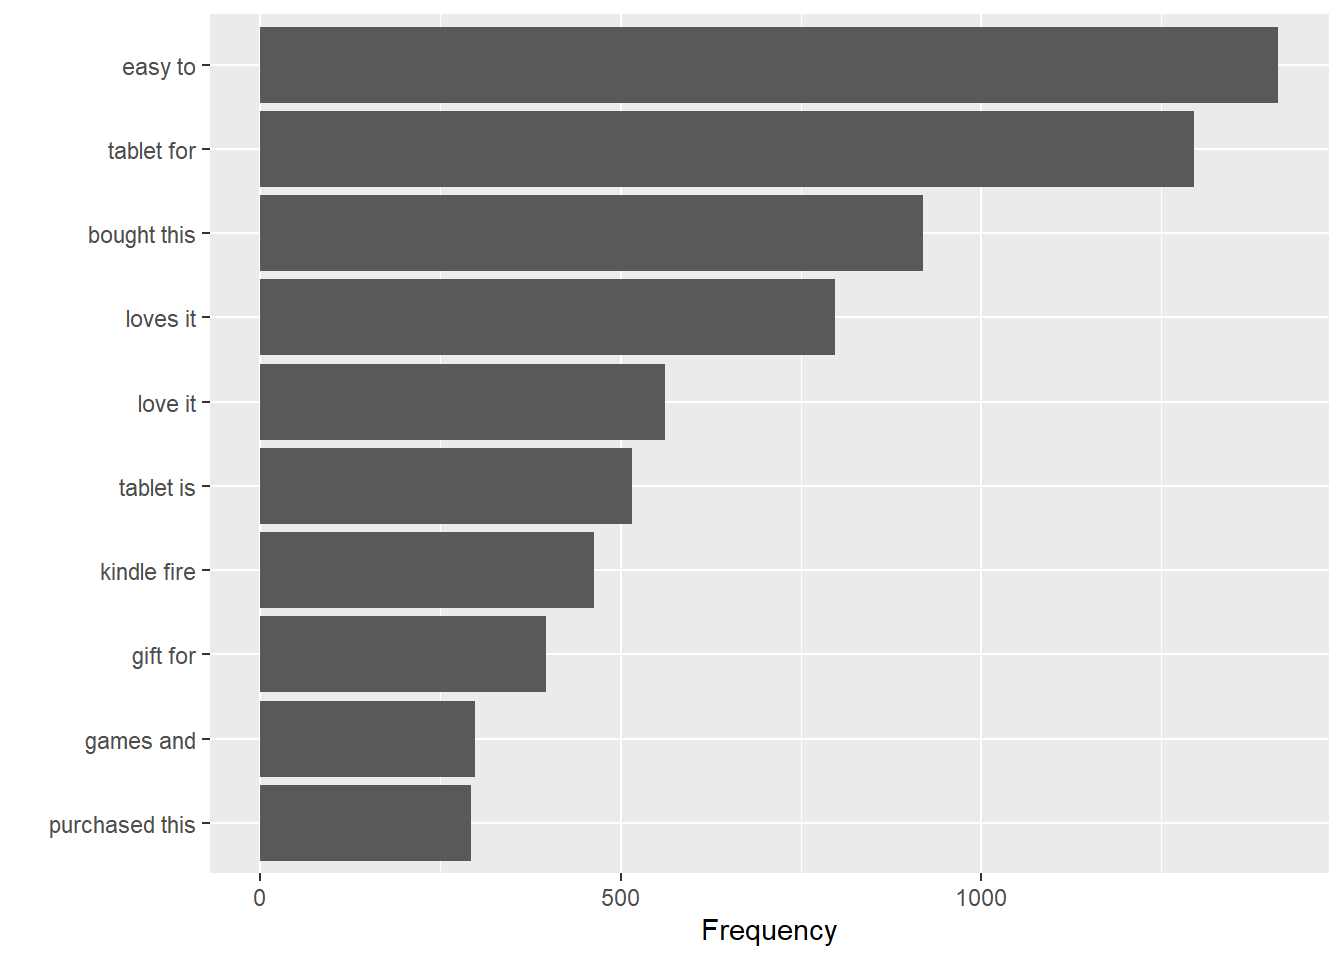 easy to
tablet for
bought this
loves it
love it
tablet is
kindle fire
gift for
games and
purchased this
0 500 1000
Frequency